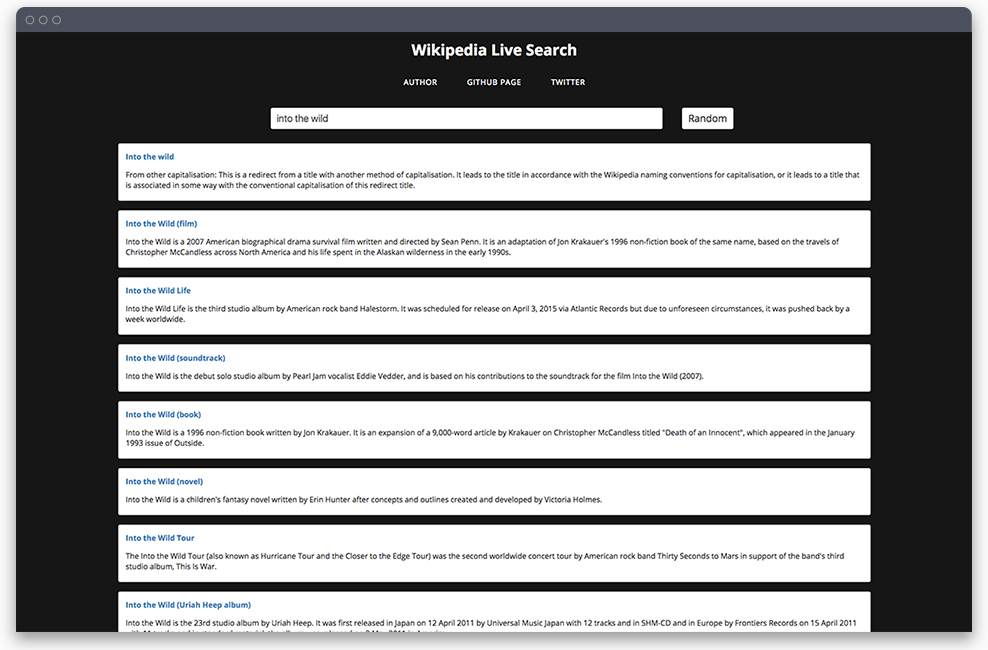 Wikipedia Live Search
AUTHOR GITHUB PAGE TWITTER
into the wild Random
Into the wild
From other capitalisation: This is a redirect from a title with another method of capitalisation. It leads to the title in accordance with the Wikipedia naming conventions for capitalisation, or it leads to a title that
is associated in some way with the conventional capitalisation of this redirect title.
Into the Wild (film)
Into the Wild is a 2007 American biographical drama survival film written and directed by Sean Penn. It is an adaptation of Jon Krakauer's 1996 non-fiction book of the same name, based on the travels of
Christopher McCandless across North America and his life spent in the Alaskan wilderness in the early 1990s.
Into the Wild Life
Into the Wild Life is the third studio album by American rock band Halestorm. It was scheduled for release on April 3, 2015 via Atlantic Records but due to unforeseen circumstances, it was pushed back by a
week worldwide.
Into the Wild (soundtrack)
Into the Wild is the debut solo studio album by Pearl Jam vocalist Eddie Vedder, and is based on his contributions to the soundtrack for the film Into the Wild (2007).
Into the Wild (book)
Into the Wild is a 1996 non-fiction book written by Jon Krakauer. It is an expansion of a 9,000-word article by Krakauer on Christopher McCandless titled "Death of an Innocent", which appeared in the January
1993 issue of Outside.
Into the Wild (novel)
Into the Wild is a children's fantasy novel written by Erin Hunter after concepts and outlines created and developed by Victoria Holmes.
Into the Wild Tour
The Into the Wild Tour (also known as Hurricane Tour and the Closer to the Edge Tour) was the second worldwide concert tour by American rock band Thirty Seconds to Mars in support of the band's third
studio album, This Is War.
Into the Wild (Uriah Heep album)
Into the Wild is the 23rd studio album by Uriah Heep. It was first released in Japan on 12 April 2011 by Universal Music Japan with 12 tracks and in SHM-CD and in Europe by Frontiers Records on 15 April 2011